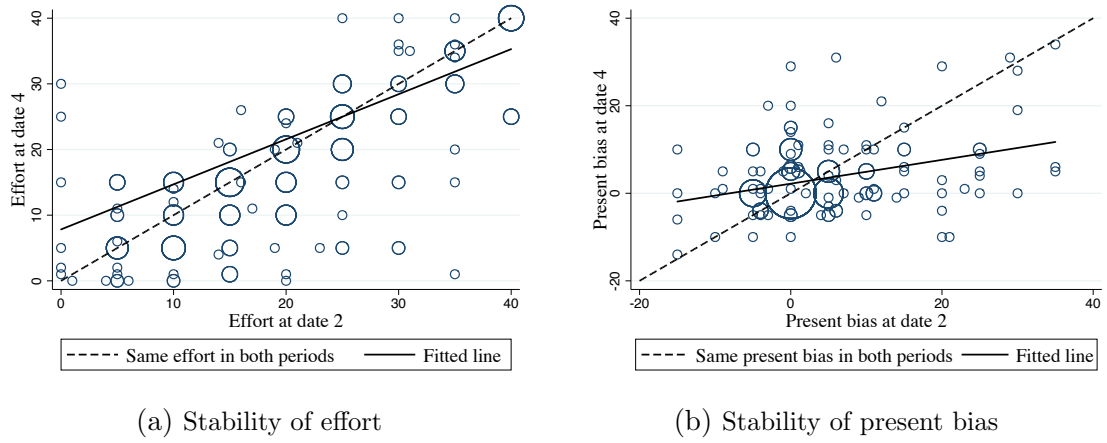 Effort at date 4
40
30
20
10
0
0 10 20 30 40
Effort at date 2
Same effort in both periods Fitted line
(a) Stability of effort
Present bias at date 4
40
20
0
-20
-20 0 20 40
Present bias at date 2
Same present bias in both periods Fitted line
(b) Stability of present bias